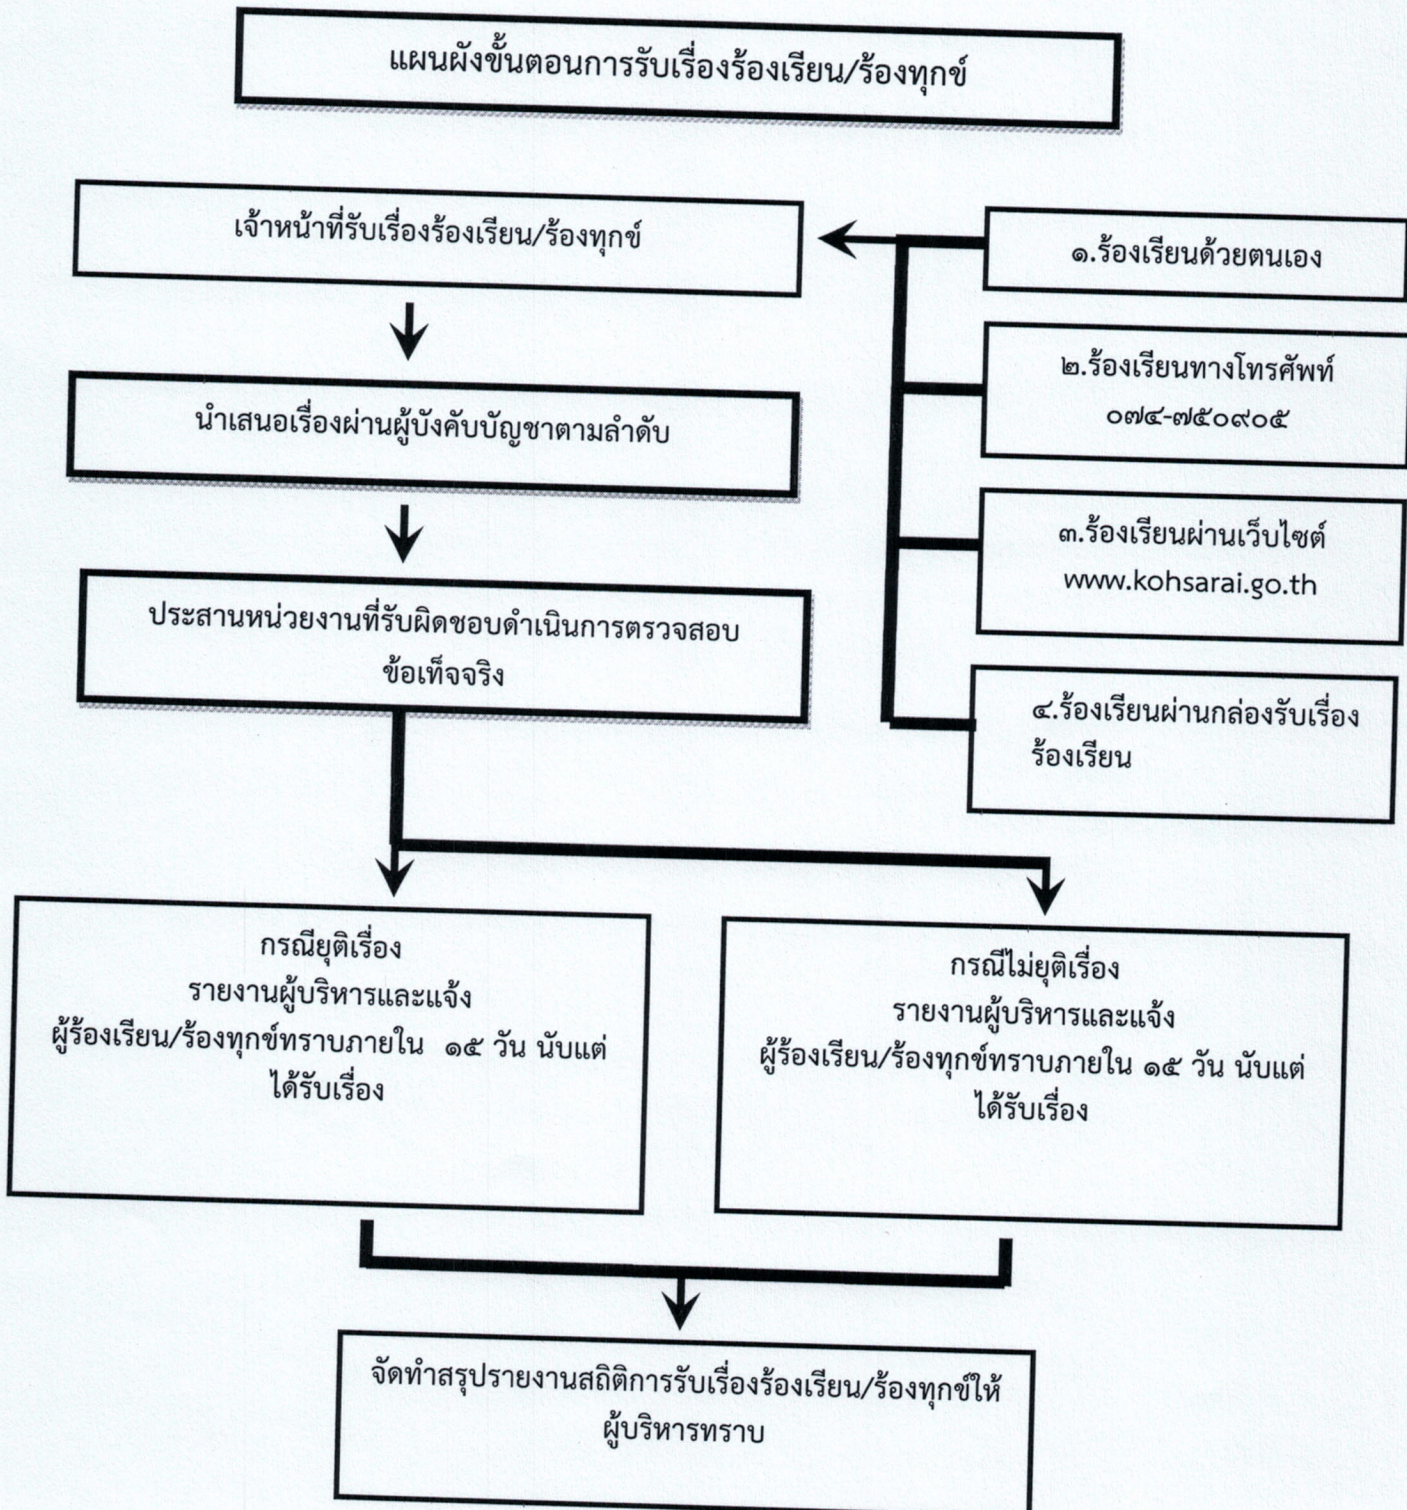 แผนผังขั้นตอนการรับเรื่องร้องเรียน/ร้องทุกข์
เจ้าหน้าที่รับเรื่องร้องเรียน/ร้องทุกข์
๑.ร้องเรียนด้วยตนเอง
๒.ร้องเรียนทางโทรศัพท์
๐๗๔-๗๕๐๙๐๕
๓.ร้องเรียนผ่านเว็บไซต์
www.kohsarai.go.th
๔.ร้องเรียนผ่านกล่องรับเรื่อง
ร้องเรียน
นำเสนอเรื่องผ่านผู้บังคับบัญชาตามลำดับ
ประสานหน่วยงานที่รับผิดชอบดำเนินการตรวจสอบ
ข้อเท็จจริง
กรณียุติเรื่อง
รายงานผู้บริหารและแจ้ง
ผู้ร้องเรียน/ร้องทุกข์ทราบภายใน ๑๕ วัน นับแต่
ได้รับเรื่อง
กรณีไม่ยุติเรื่อง
รายงานผู้บริหารและแจ้ง
ผู้ร้องเรียน/ร้องทุกข์ทราบภายใน ๑๕ วัน นับแต่
ได้รับเรื่อง
จัดทำสรุปรายงานสถิติการรับเรื่องร้องเรียน/ร้องทุกข์ให้
ผู้บริหารทราบ